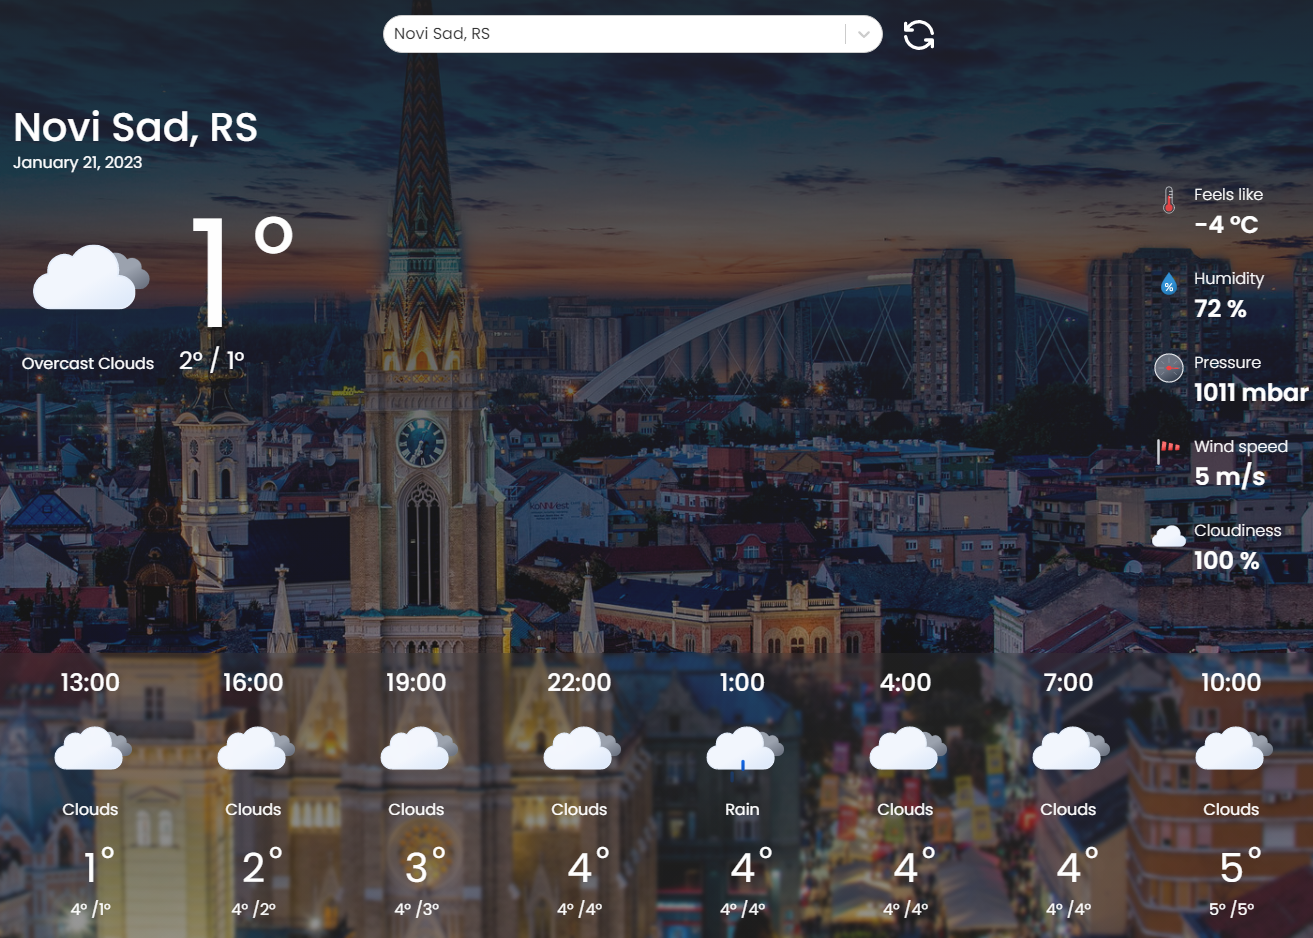 Novi Sad, RS
Novi Sad, RS
January 21, 2023
1°
Overcast Clouds
2° / 1°
Feels like
-4 °C
%
Humidity
72 %
Pressure
1011 mbar
Wind speed
5 m/s
Cloudiness
100 %
13:00 16:00 19:00 22:00 1:00 4:00 7:00 10:00
Clouds Clouds Clouds Clouds Rain Clouds Clouds Clouds
1° 2° 3° 4° 4° 4° 4° 5°
4° /1° 4° /2° 4° /3° 4° /4° 4° /4° 4° /4° 4° /4° 5° /5°